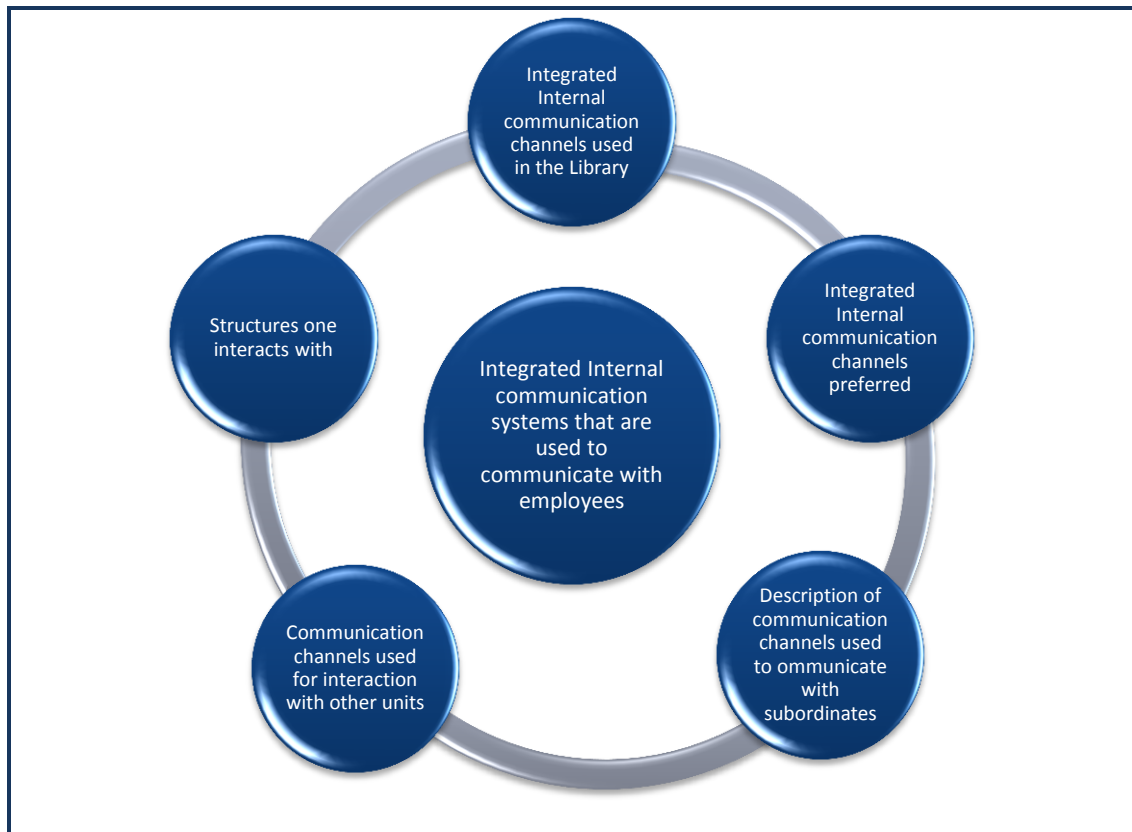 Integrated
Internal
communication
channels used
in the Library
Integrated
Internal
communication
channels
preferred
Description of
communication
channels used
to ommunicate
with
subordinates
Communication
channels used
for interaction
with other units
Structures one
interacts with
Integrated Internal
communication
systems that are
used to
communicate with
employees